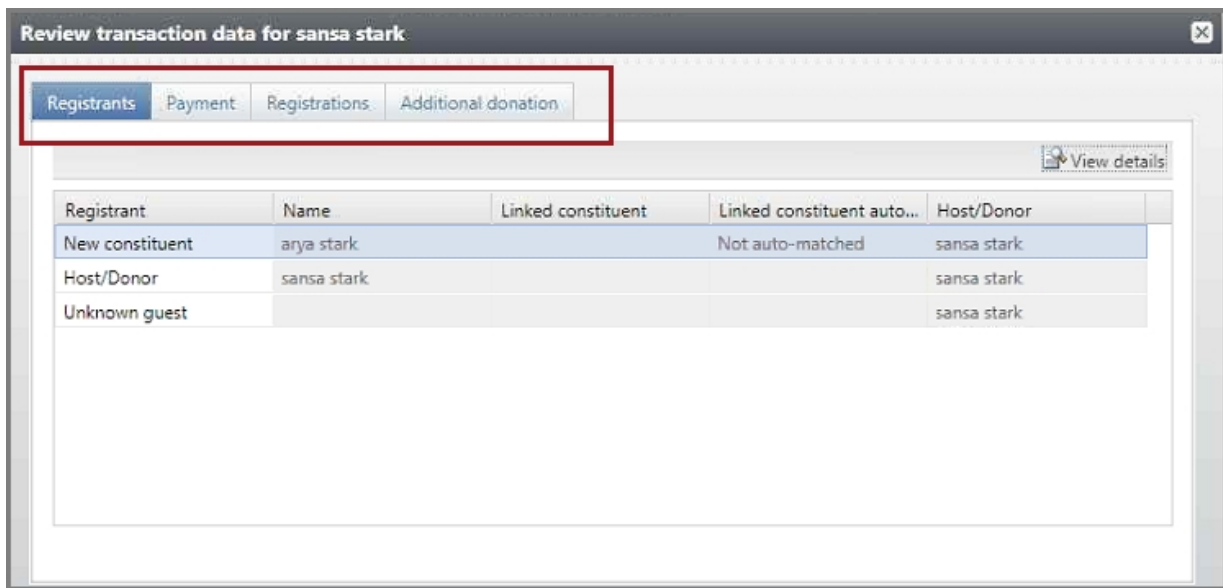 Review transaction data for sansa stark
Registrants Payment Registrations Additional donation
View details
Registrant Name Linked constituent Linked constituent auto... Host/Donor
New constituent arya stark Not auto-matched sansa stark
Host/Donor sansa stark sansa stark
Unknown guest sansa stark